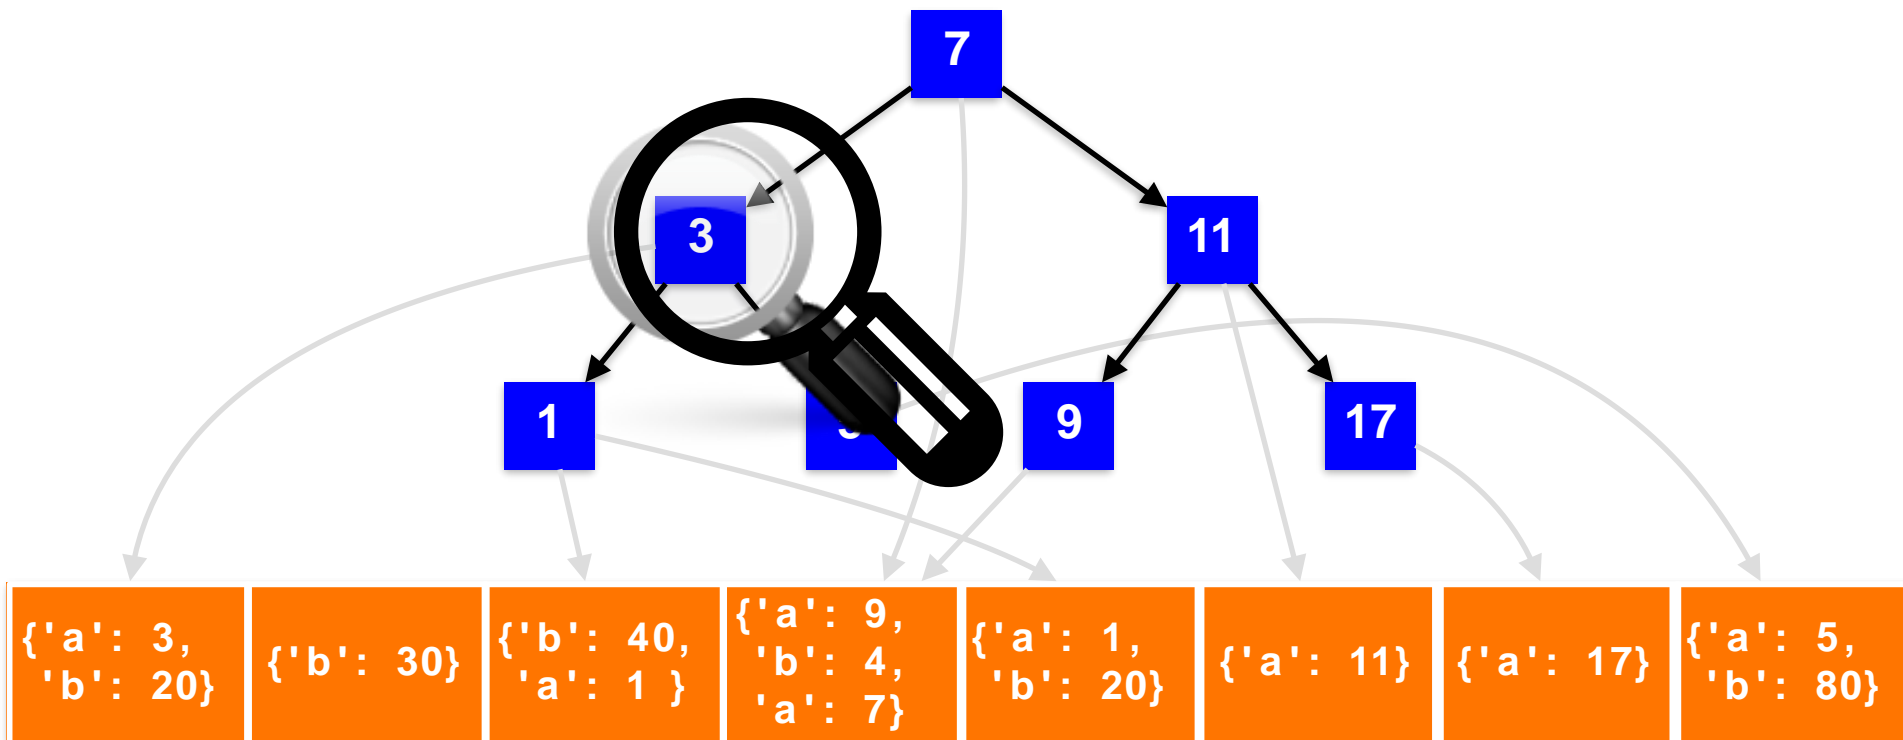 7
3
11
1
9
17
{'a': 3,
'b': 20}
{'b': 30}
{'b': 40,
'a': 1 }
{'a': 9,
'b': 4,
'a': 7}
{'a': 1,
'b': 20}
{'a': 11}
{'a': 17}
{'a': 5,
'b': 80}